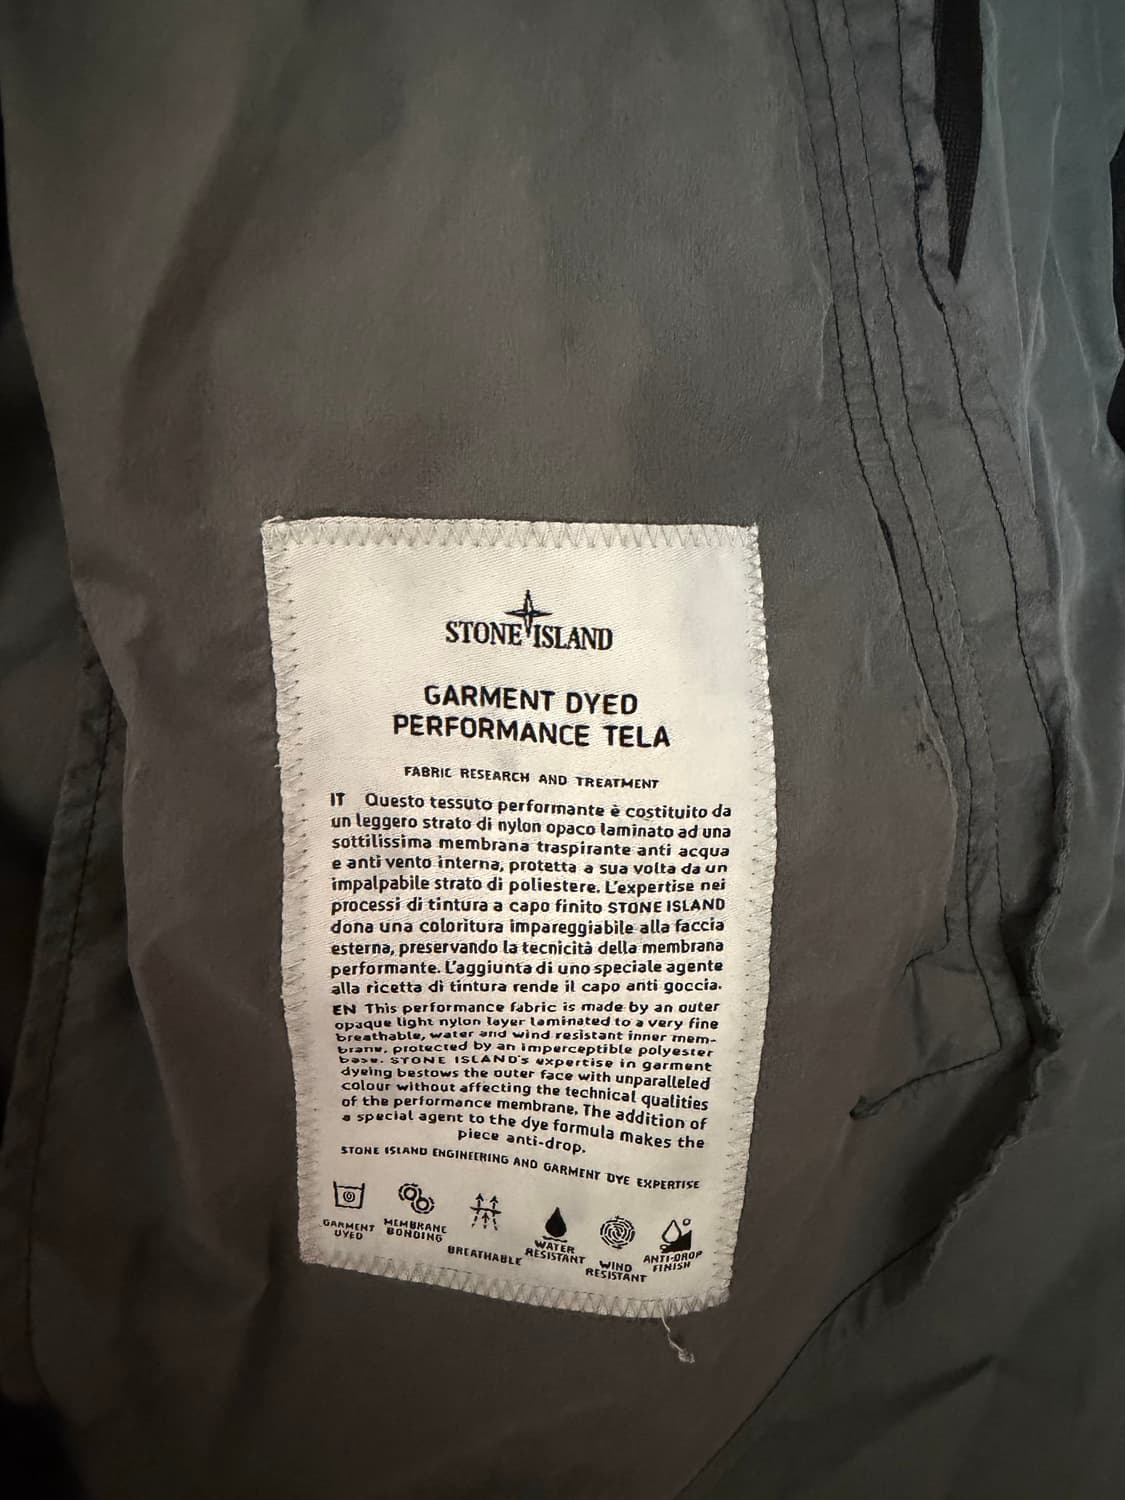 STONE ISLAND
GARMENT DYED
PERFORMANCE TELA
FABRIC RESEARCH AND TREATMENT
IT Questo tessuto performante è costituito da
un leggero strato di nylon opaco laminato ad una
sottilissima membrana traspirante anti acqua
e anti vento interna, protetta a sua volta da un
impalpabile strato di poliestere. L'expertise nei
processi di tintura a capo finito STONE ISLAND
dona una coloritura impareggiabile alla faccia
esterna, preservando la tecnicità della membrana
performante. L'aggiunta di uno speciale agente
alla ricetta di tintura rende il capo anti goccia.
EN This performance fabric is made by an outer
opaque light nylon layer laminated to a very fine
breathable, water and wind resistant inner mem-
brane, protected by an imperceptible polyester
base. STONE ISLAND's expertise in garment
dyeing bestows the outer face with unparalleled
colour without affecting the technical qualities
of the performance membrane. The addition of
a special agent to the dye formula makes the
piece anti-drop.
STONE ISLAND ENGINEERING AND GARMENT DYE EXPERTISE
GARMENT
DYED
MEMBRANE
BONDING
BREATHABLE
WATER
RESISTANT
WIND
RESISTANT
ANTI-DROP
FINISH